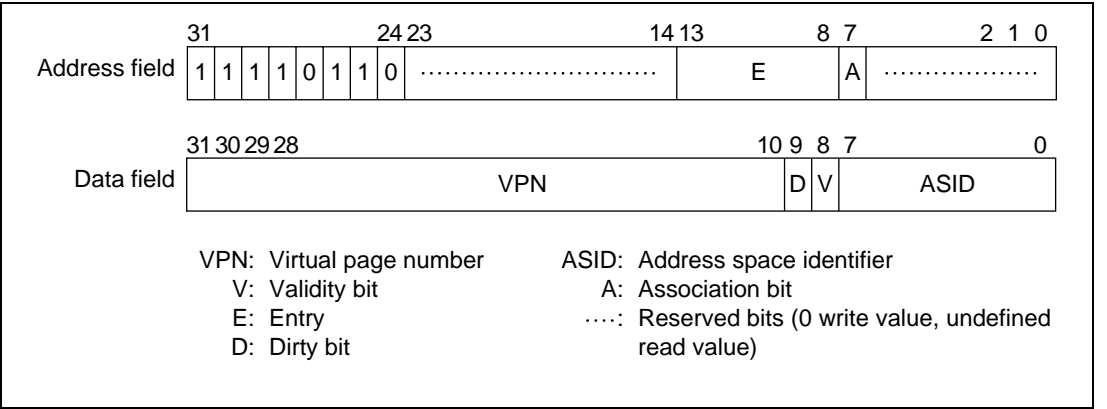 31 24 23 14 13 8 7 2 1 0
Address field 1 1 1 1 0 1 1 0 ............................. E A ...................
31 30 29 28 10 9 8 7 0
Data field VPN D V ASID
VPN: Virtual page number ASID: Address space identifier
V: Validity bit A: Association bit
E: Entry ····: Reserved bits (0 write value, undefined
D: Dirty bit read value)